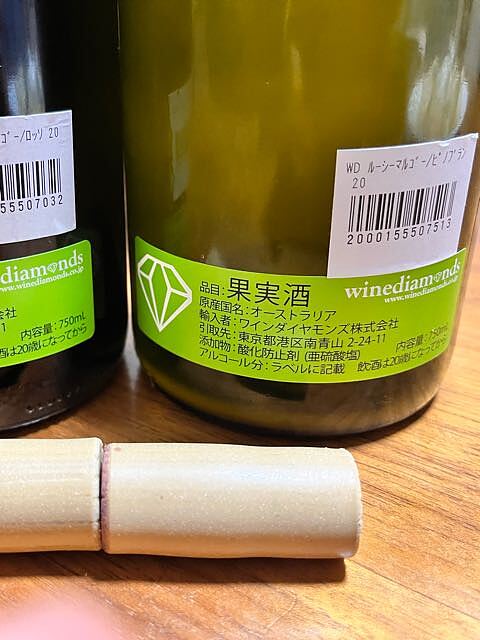 ｺﾞｰ/ロッソ 20
55507032
ediamonds
www.winediamonds.co.jp
内容量:750mL
飲酒は20歳になってから
WD ﾙｰｼｰﾏﾙｺﾞｰ/ﾋﾟﾉﾌﾞﾗﾝ
20
2000155507513
winediamonds
www.winediamonds.co.jp
品目:果実酒
原産国名:オーストラリア
輸入者:ワインダイヤモンズ株式会社
引取先:東京都港区南青山 2-24-11
添加物:酸化防止剤 (亜硫酸塩) 内容量:750mL
アルコール分:ラベルに記載 飲酒は20歳になってから